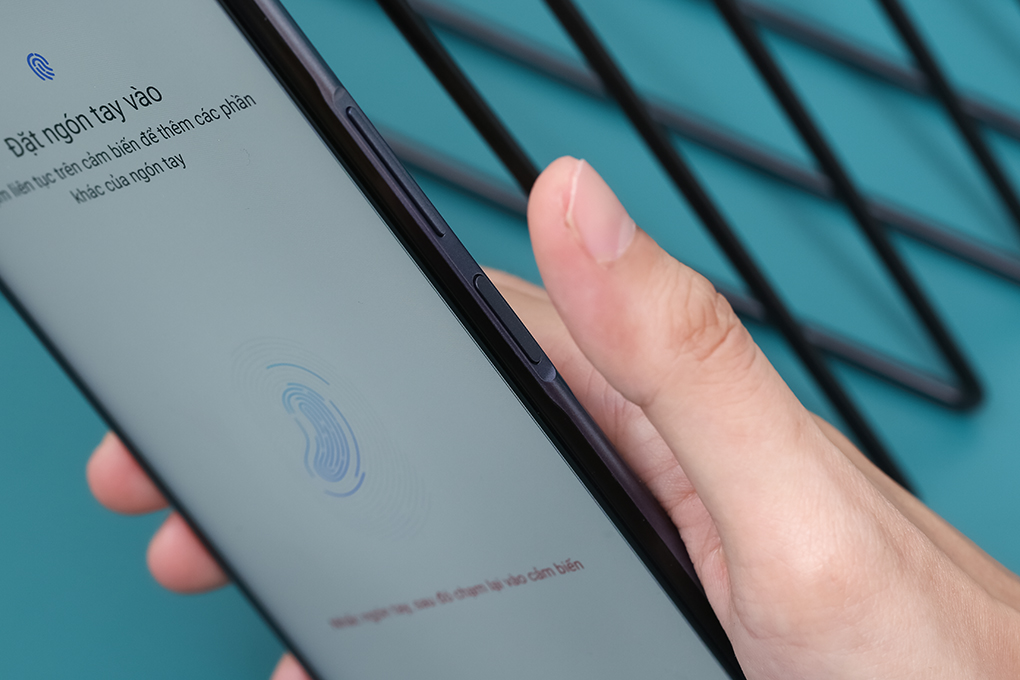 Đặt ngón tay vào
liên tục trên cảm biến để thêm các phần
khác của ngón tay
Nhấc ngón tay, sau đó chạm lại vào cảm biến